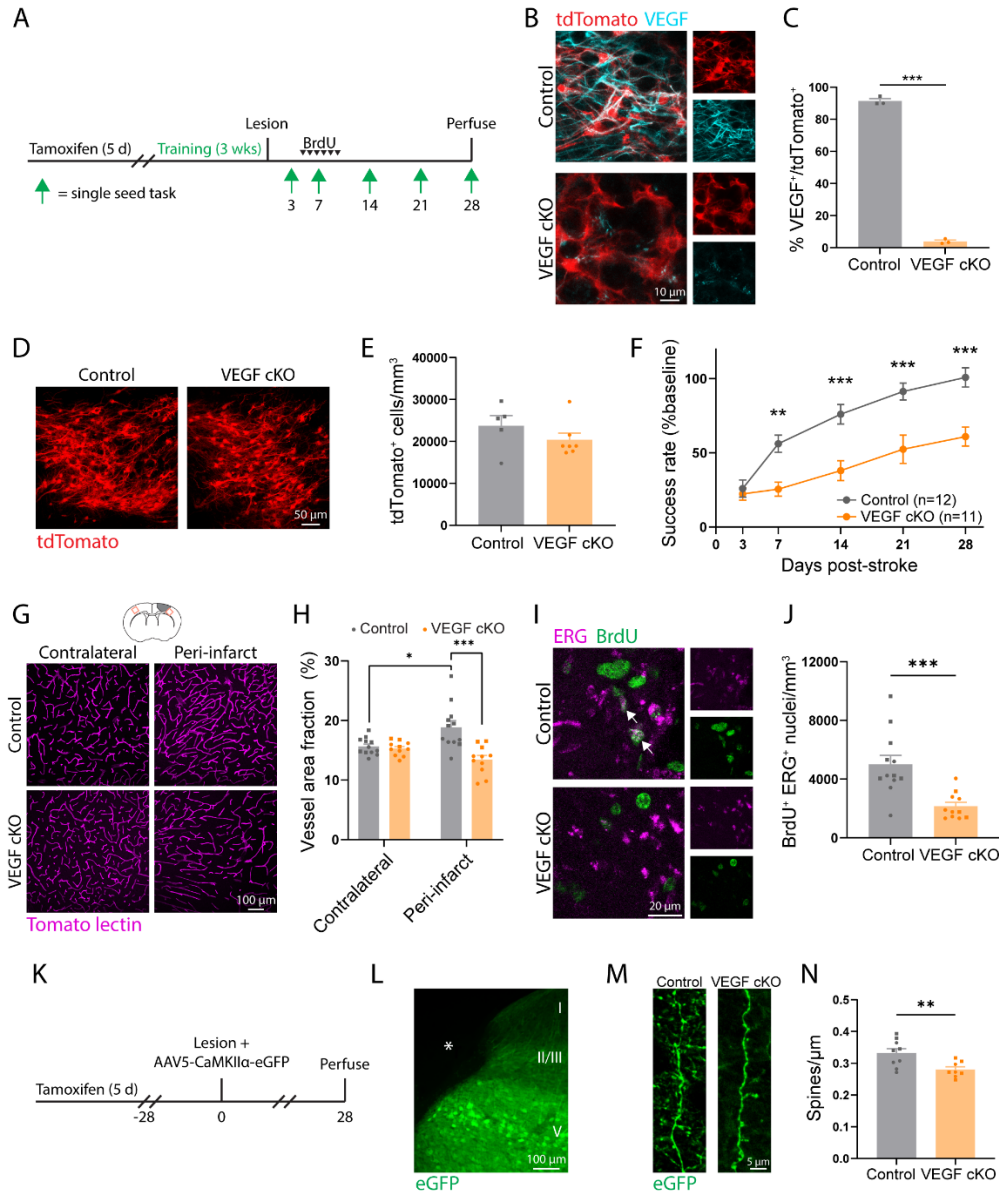 A
Lesion
Perfuse
BrdU
Tamoxifen (5 d)
Training (3 wks)
= single seed task
3
7
14
21
28
B
tdTomato VEGF
Control
VEGF cKO
10 µm
C
***
% VEGF⁺/tdTomato⁺
100
80
60
40
20
0
Control
VEGF cKO
D
Control
VEGF cKO
50 µm
tdTomato
E
tdTomato⁺ cells/mm³
40000
30000
20000
10000
0
Control
VEGF cKO
F
Success rate (%baseline)
100
50
0
**
***
***
***
Control (n=12)
VEGF cKO (n=11)
0
3
7
14
21
28
Days post-stroke
G
Contralateral
Peri-infarct
Control
VEGF cKO
100 µm
Tomato lectin
H
Control
VEGF cKO
*
***
Vessel area fraction (%)
30
20
10
0
Contralateral
Peri-infarct
I
ERG BrdU
Control
VEGF cKO
20 µm
J
***
BrdU⁺ ERG⁺ nuclei/mm³
12000
8000
4000
0
Control
VEGF cKO
K
Lesion +
AAV5-CaMKIIα-eGFP
Perfuse
Tamoxifen (5 d)
-28
0
28
L
I
*
II/III
V
100 µm
eGFP
M
Control
VEGF cKO
5 µm
eGFP
N
**
Spines/µm
0.5
0.4
0.3
0.2
0.1
0.0
Control
VEGF cKO